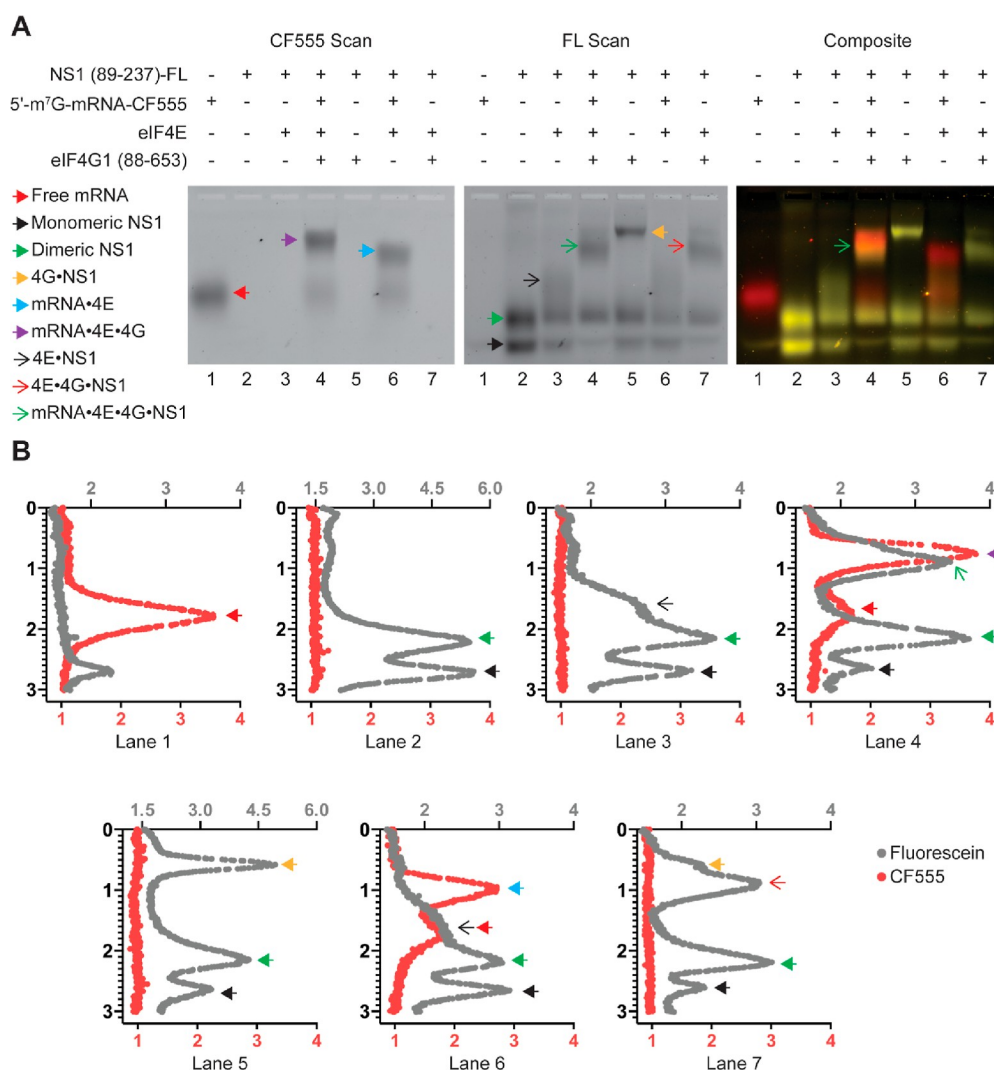 A
CF555 Scan FL Scan Composite
NS1 (89-237)-FL - + + + + + + - + + + + + + - + + + + + +
5'-m⁷G-mRNA-CF555 + - - + - + - + - - + - + - + - - + - + -
eIF4E - - + + - + + - - + + - + + - - + + - + +
eIF4G1 (88-653) - - - + + - + - - - + + - + - - - + + - +
Free mRNA
Monomeric NS1
Dimeric NS1
4G•NS1
mRNA•4E
mRNA•4E•4G
4E•NS1
4E•4G•NS1
mRNA•4E•4G•NS1
1 2 3 4 5 6 7 1 2 3 4 5 6 7 1 2 3 4 5 6 7
B
2 3 4 1.5 3.0 4.5 6.0 2 3 4 2 3 4
0 0 0 0
1 1 1 1
2 2 2 2
3 3 3 3
1 2 3 4 1 2 3 4 1 2 3 4 1 2 3 4
Lane 1 Lane 2 Lane 3 Lane 4
1.5 3.0 4.5 6.0 2 3 4 2 3 4
0 0 0
1 1 1
2 2 2
3 3 3
1 2 3 4 1 2 3 4 1 2 3 4
Lane 5 Lane 6 Lane 7
Fluorescein
CF555